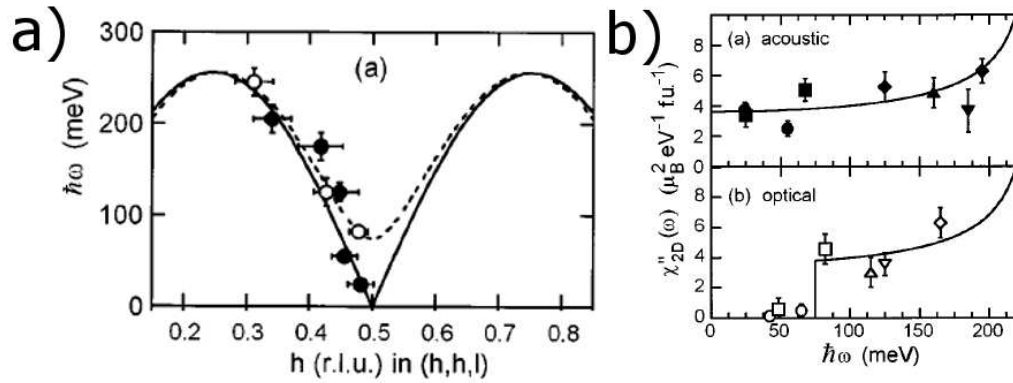 a)
300
200
100
0
ħω (meV)
(a)
0.2 0.3 0.4 0.5 0.6 0.7 0.8
h (r.l.u.) in (h,h,l)
b)
(a) acoustic
8
6
4
2
0
(b) optical
8
6
4
2
0
χ″2D(ω) (μB² eV⁻¹ f.u.⁻¹)
0 50 100 150 200
ħω (meV)